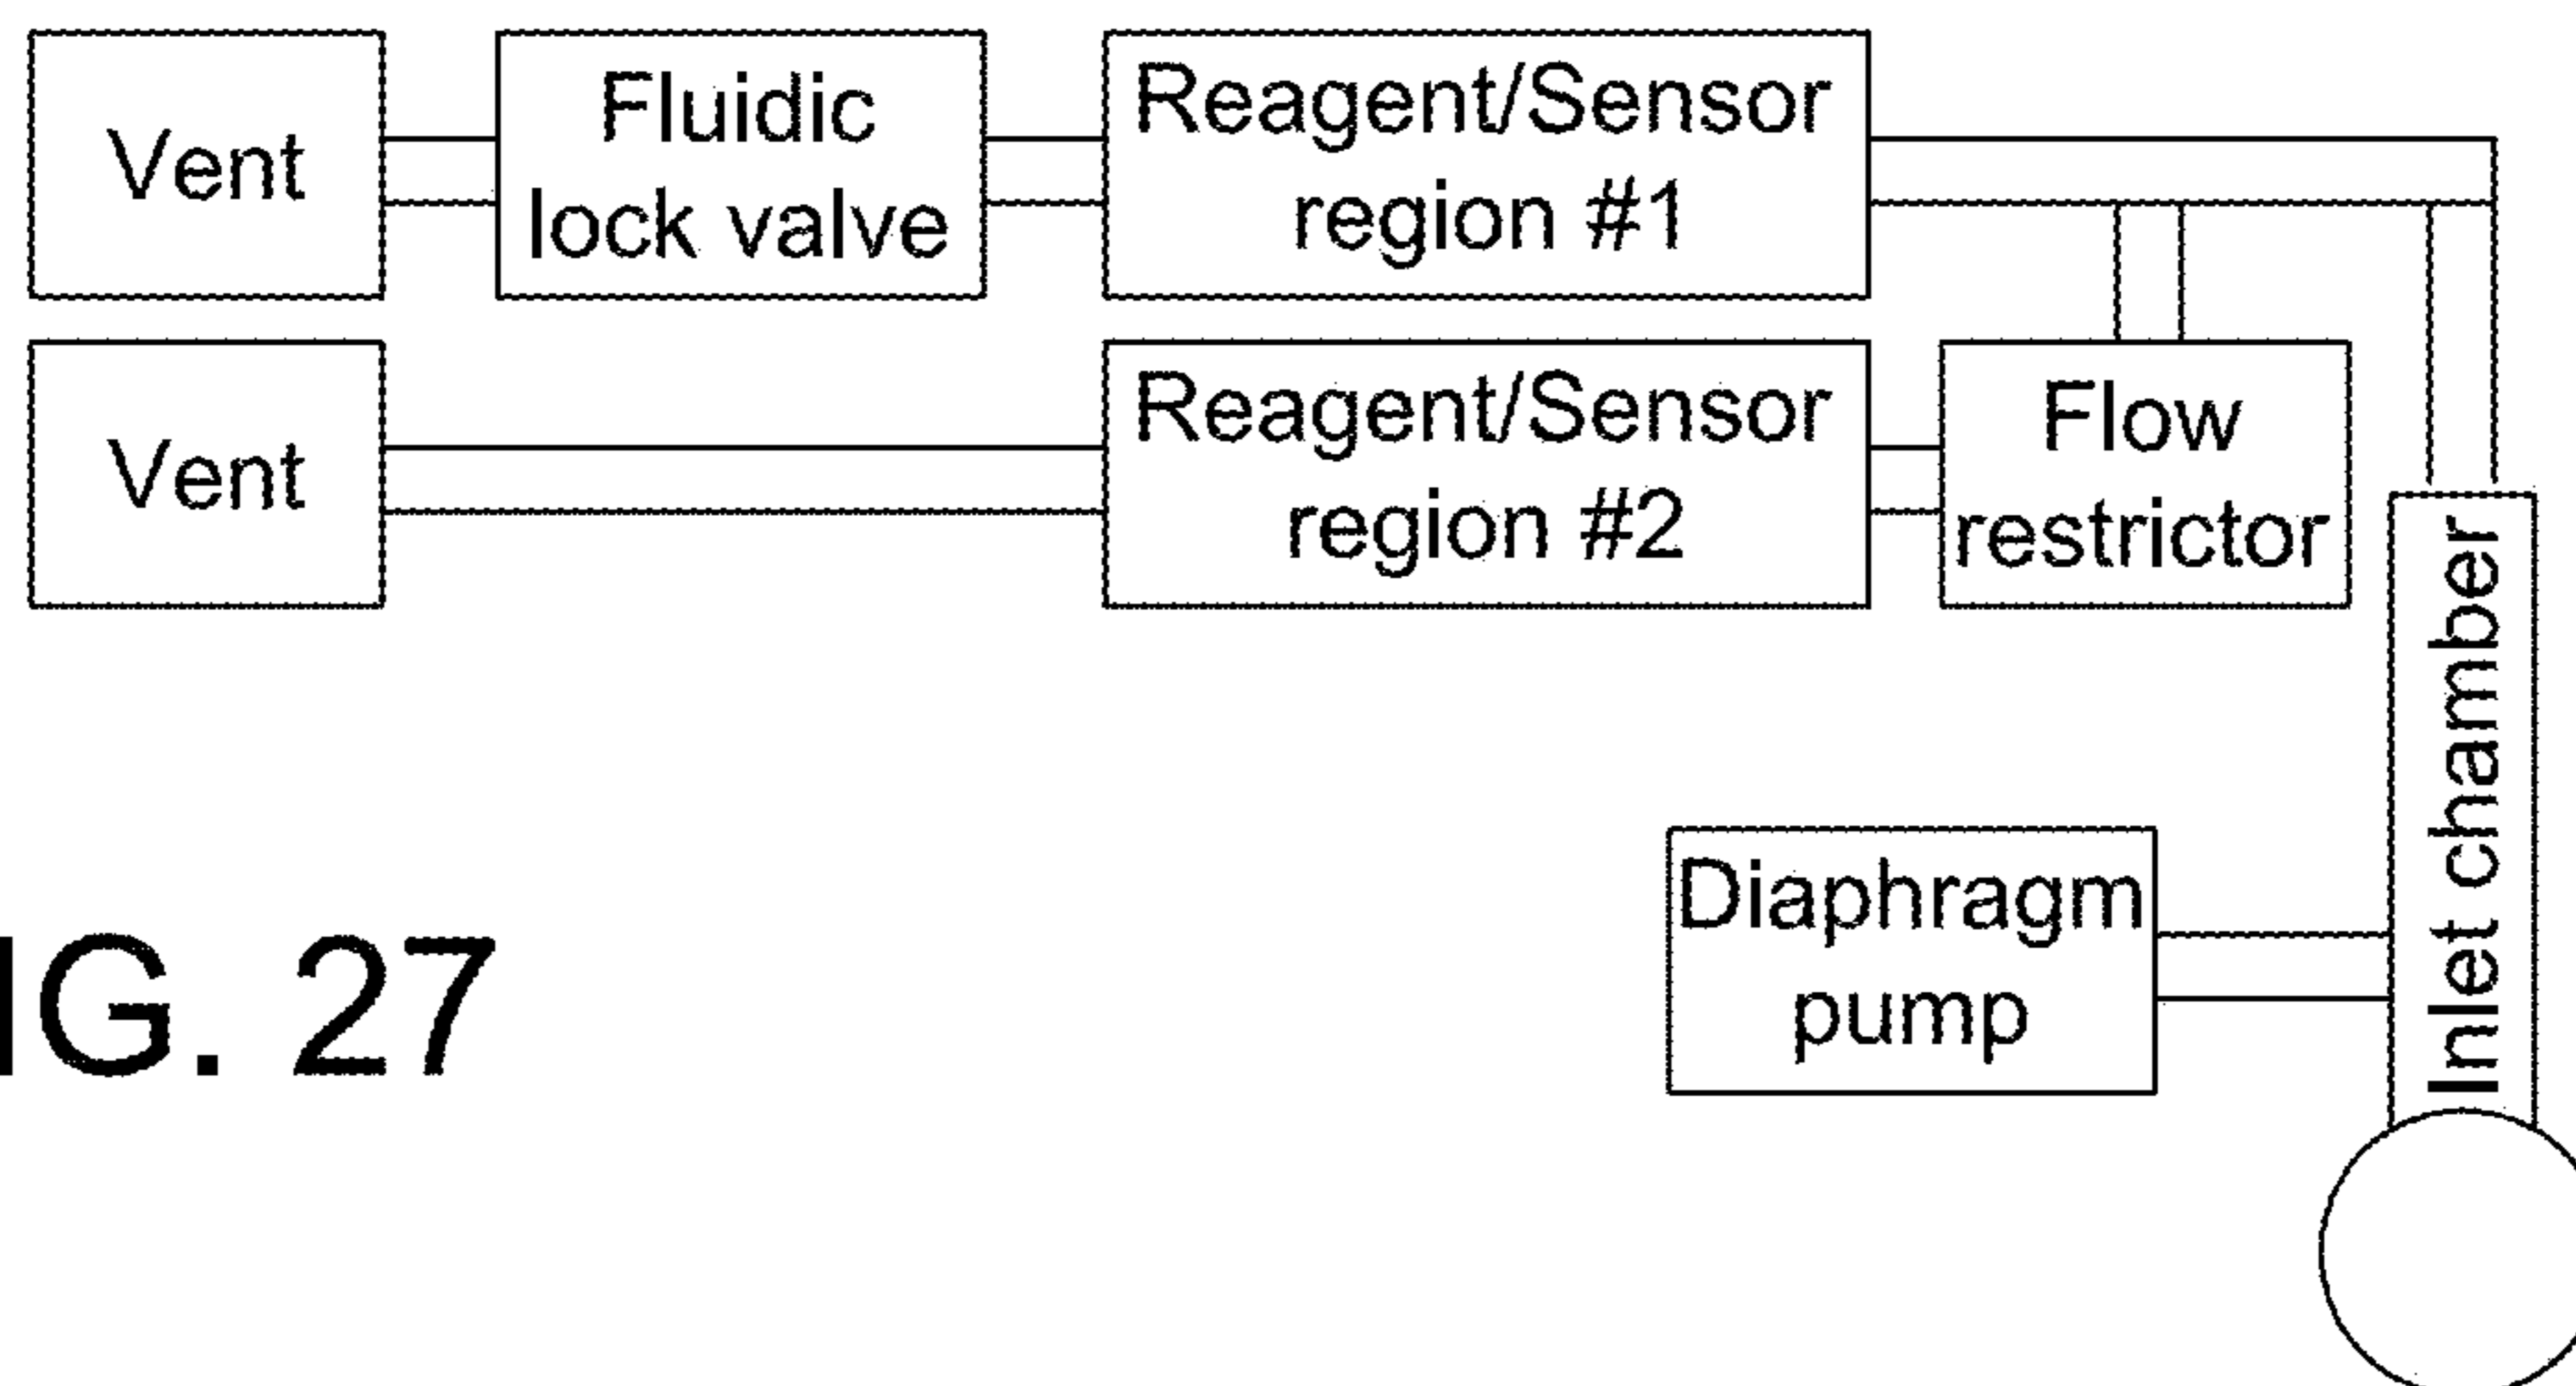 Vent
Fluidic
lock valve
Reagent/Sensor
region #1
Vent
Reagent/Sensor
region #2
Flow
restrictor
Inlet chamber
Diaphragm
pump
IG. 27